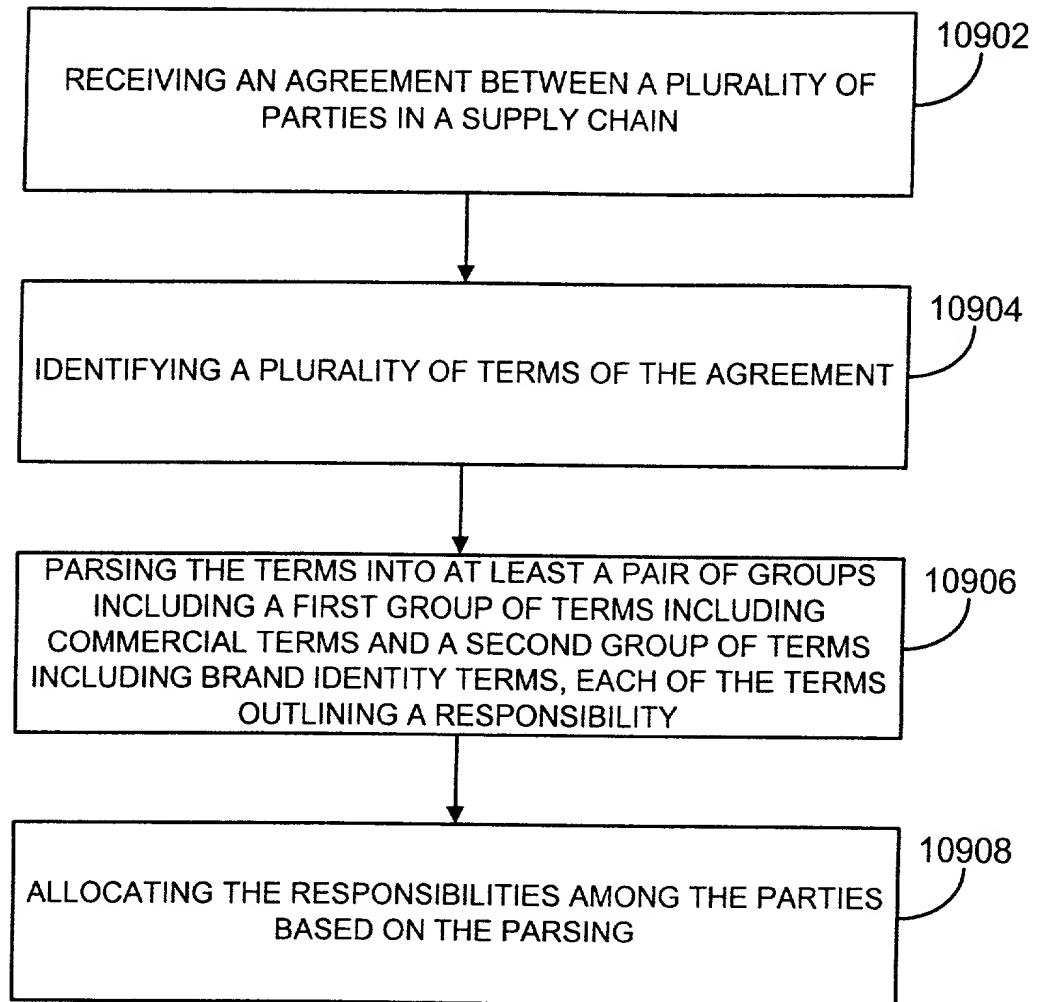 10902
RECEIVING AN AGREEMENT BETWEEN A PLURALITY OF
PARTIES IN A SUPPLY CHAIN
10904
IDENTIFYING A PLURALITY OF TERMS OF THE AGREEMENT
10906
PARSING THE TERMS INTO AT LEAST A PAIR OF GROUPS
INCLUDING A FIRST GROUP OF TERMS INCLUDING
COMMERCIAL TERMS AND A SECOND GROUP OF TERMS
INCLUDING BRAND IDENTITY TERMS, EACH OF THE TERMS
OUTLINING A RESPONSIBILITY
10908
ALLOCATING THE RESPONSIBILITIES AMONG THE PARTIES
BASED ON THE PARSING